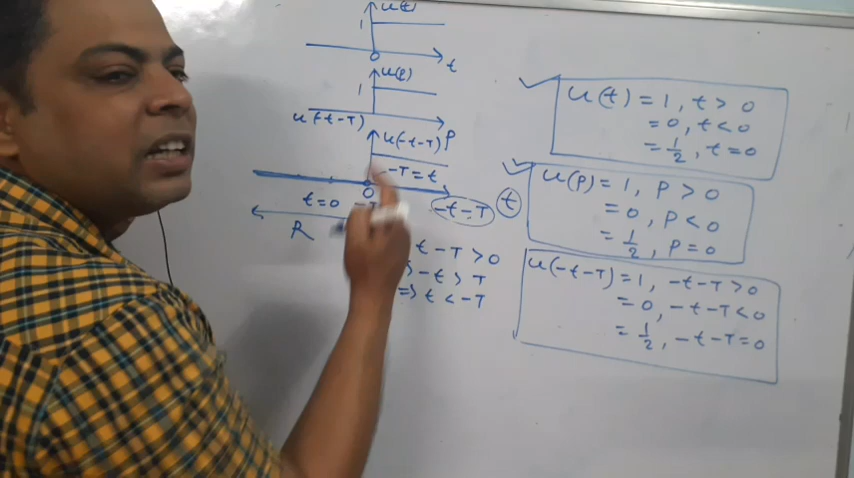 u(t)
1
0
t
u(p)
1
u(-t-T)
p
u(-t-T)
-T=t
0
t=0
-T
-t-T
t
R
t-T>0
=> -t>T
=> t<-T
u(t)=1, t>0
=0, t<0
=1/2, t=0
u(p)=1, p>0
=0, p<0
=1/2, p=0
u(-t-T)=1, -t-T>0
=0, -t-T<0
=1/2, -t-T=0